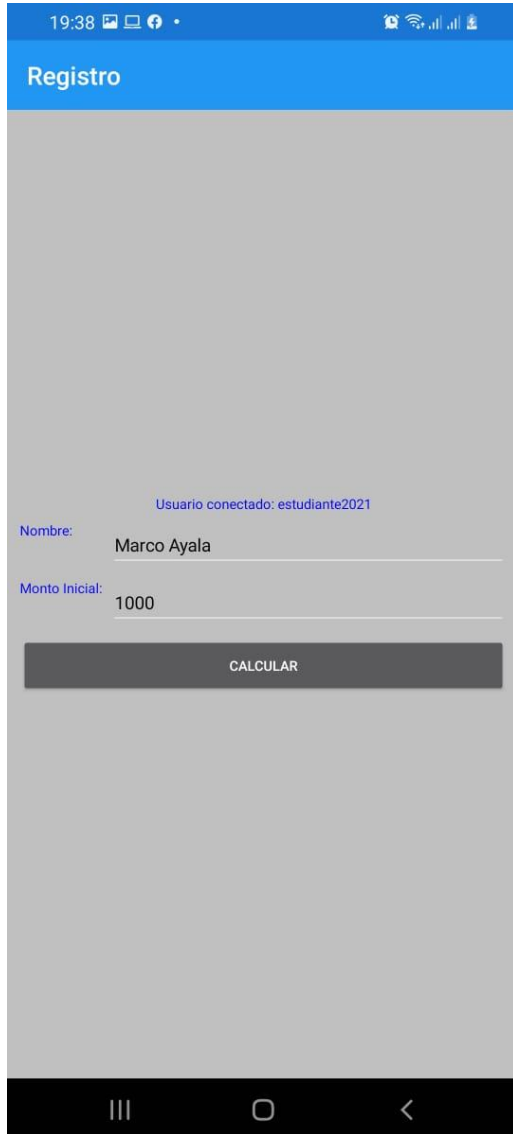 19:38
Registro
Usuario conectado: estudiante2021
Nombre:
Marco Ayala
Monto Inicial:
1000
CALCULAR